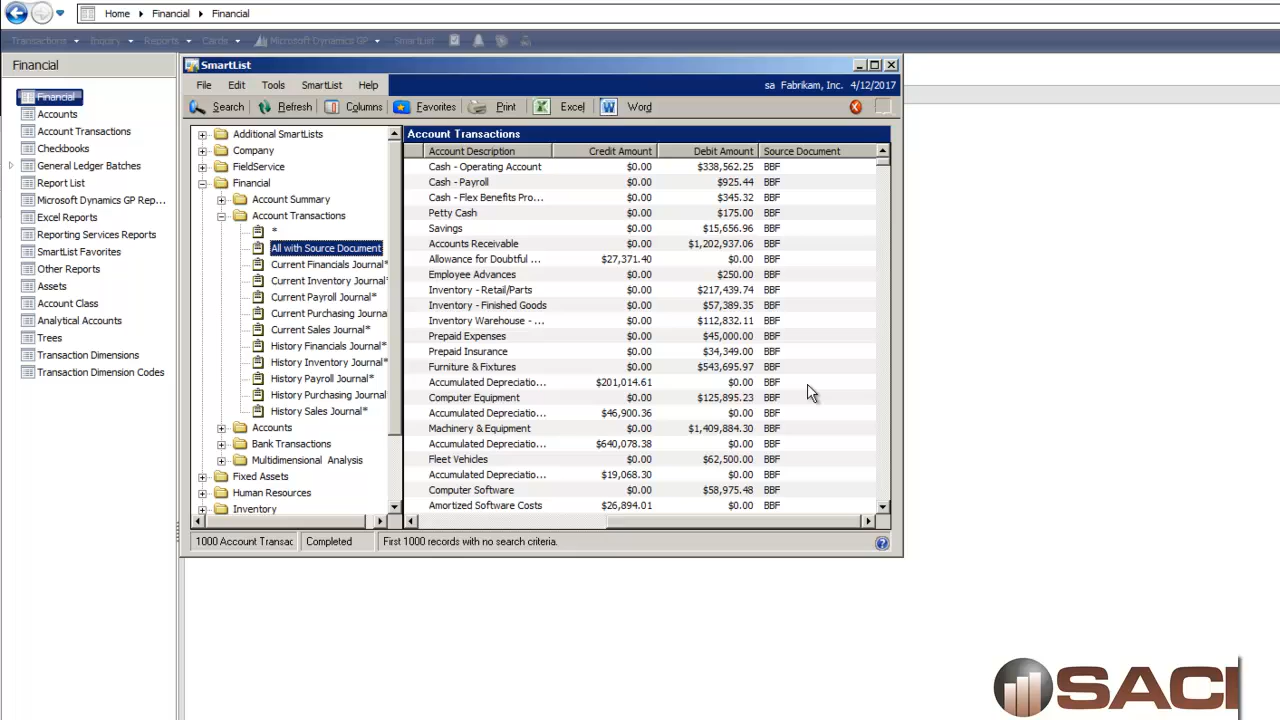 Home Financial Financial
Transactions Inquiry Reports Cards Microsoft Dynamics GP SmartList
Financial
Financial
Accounts
Account Transactions
Checkbooks
General Ledger Batches
Report List
Microsoft Dynamics GP Rep...
Excel Reports
Reporting Services Reports
SmartList Favorites
Other Reports
Assets
Account Class
Analytical Accounts
Trees
Transaction Dimensions
Transaction Dimension Codes
SmartList
File Edit Tools SmartList Help
sa Fabrikam, Inc. 4/12/2017
Search Refresh Columns Favorites Print Excel Word
Additional SmartLists
Company
FieldService
Financial
Account Summary
Account Transactions
*
All with Source Document
Current Financials Journal*
Current Inventory Journal*
Current Payroll Journal*
Current Purchasing Journa
Current Sales Journal*
History Financials Journal*
History Inventory Journal*
History Payroll Journal*
History Purchasing Journal
History Sales Journal*
Accounts
Bank Transactions
Multidimensional Analysis
Fixed Assets
Human Resources
Inventory
Account Transactions
Account Description Credit Amount Debit Amount Source Document
Cash - Operating Account $0.00 $338,562.25 BBF
Cash - Payroll $0.00 $925.44 BBF
Cash - Flex Benefits Pro... $0.00 $345.32 BBF
Petty Cash $0.00 $175.00 BBF
Savings $0.00 $15,656.96 BBF
Accounts Receivable $0.00 $1,202,937.06 BBF
Allowance for Doubtful ... $27,371.40 $0.00 BBF
Employee Advances $0.00 $250.00 BBF
Inventory - Retail/Parts $0.00 $217,439.74 BBF
Inventory - Finished Goods $0.00 $57,389.35 BBF
Inventory Warehouse - ... $0.00 $112,832.11 BBF
Prepaid Expenses $0.00 $45,000.00 BBF
Prepaid Insurance $0.00 $34,349.00 BBF
Furniture & Fixtures $0.00 $543,695.97 BBF
Accumulated Depreciatio... $201,014.61 $0.00 BBF
Computer Equipment $0.00 $125,895.23 BBF
Accumulated Depreciatio... $46,900.36 $0.00 BBF
Machinery & Equipment $0.00 $1,409,884.30 BBF
Accumulated Depreciatio... $640,078.38 $0.00 BBF
Fleet Vehicles $0.00 $62,500.00 BBF
Accumulated Depreciatio... $19,068.30 $0.00 BBF
Computer Software $0.00 $58,975.48 BBF
Amortized Software Costs $26,894.01 $0.00 BBF
1000 Account Transac Completed First 1000 records with no search criteria.
SACI